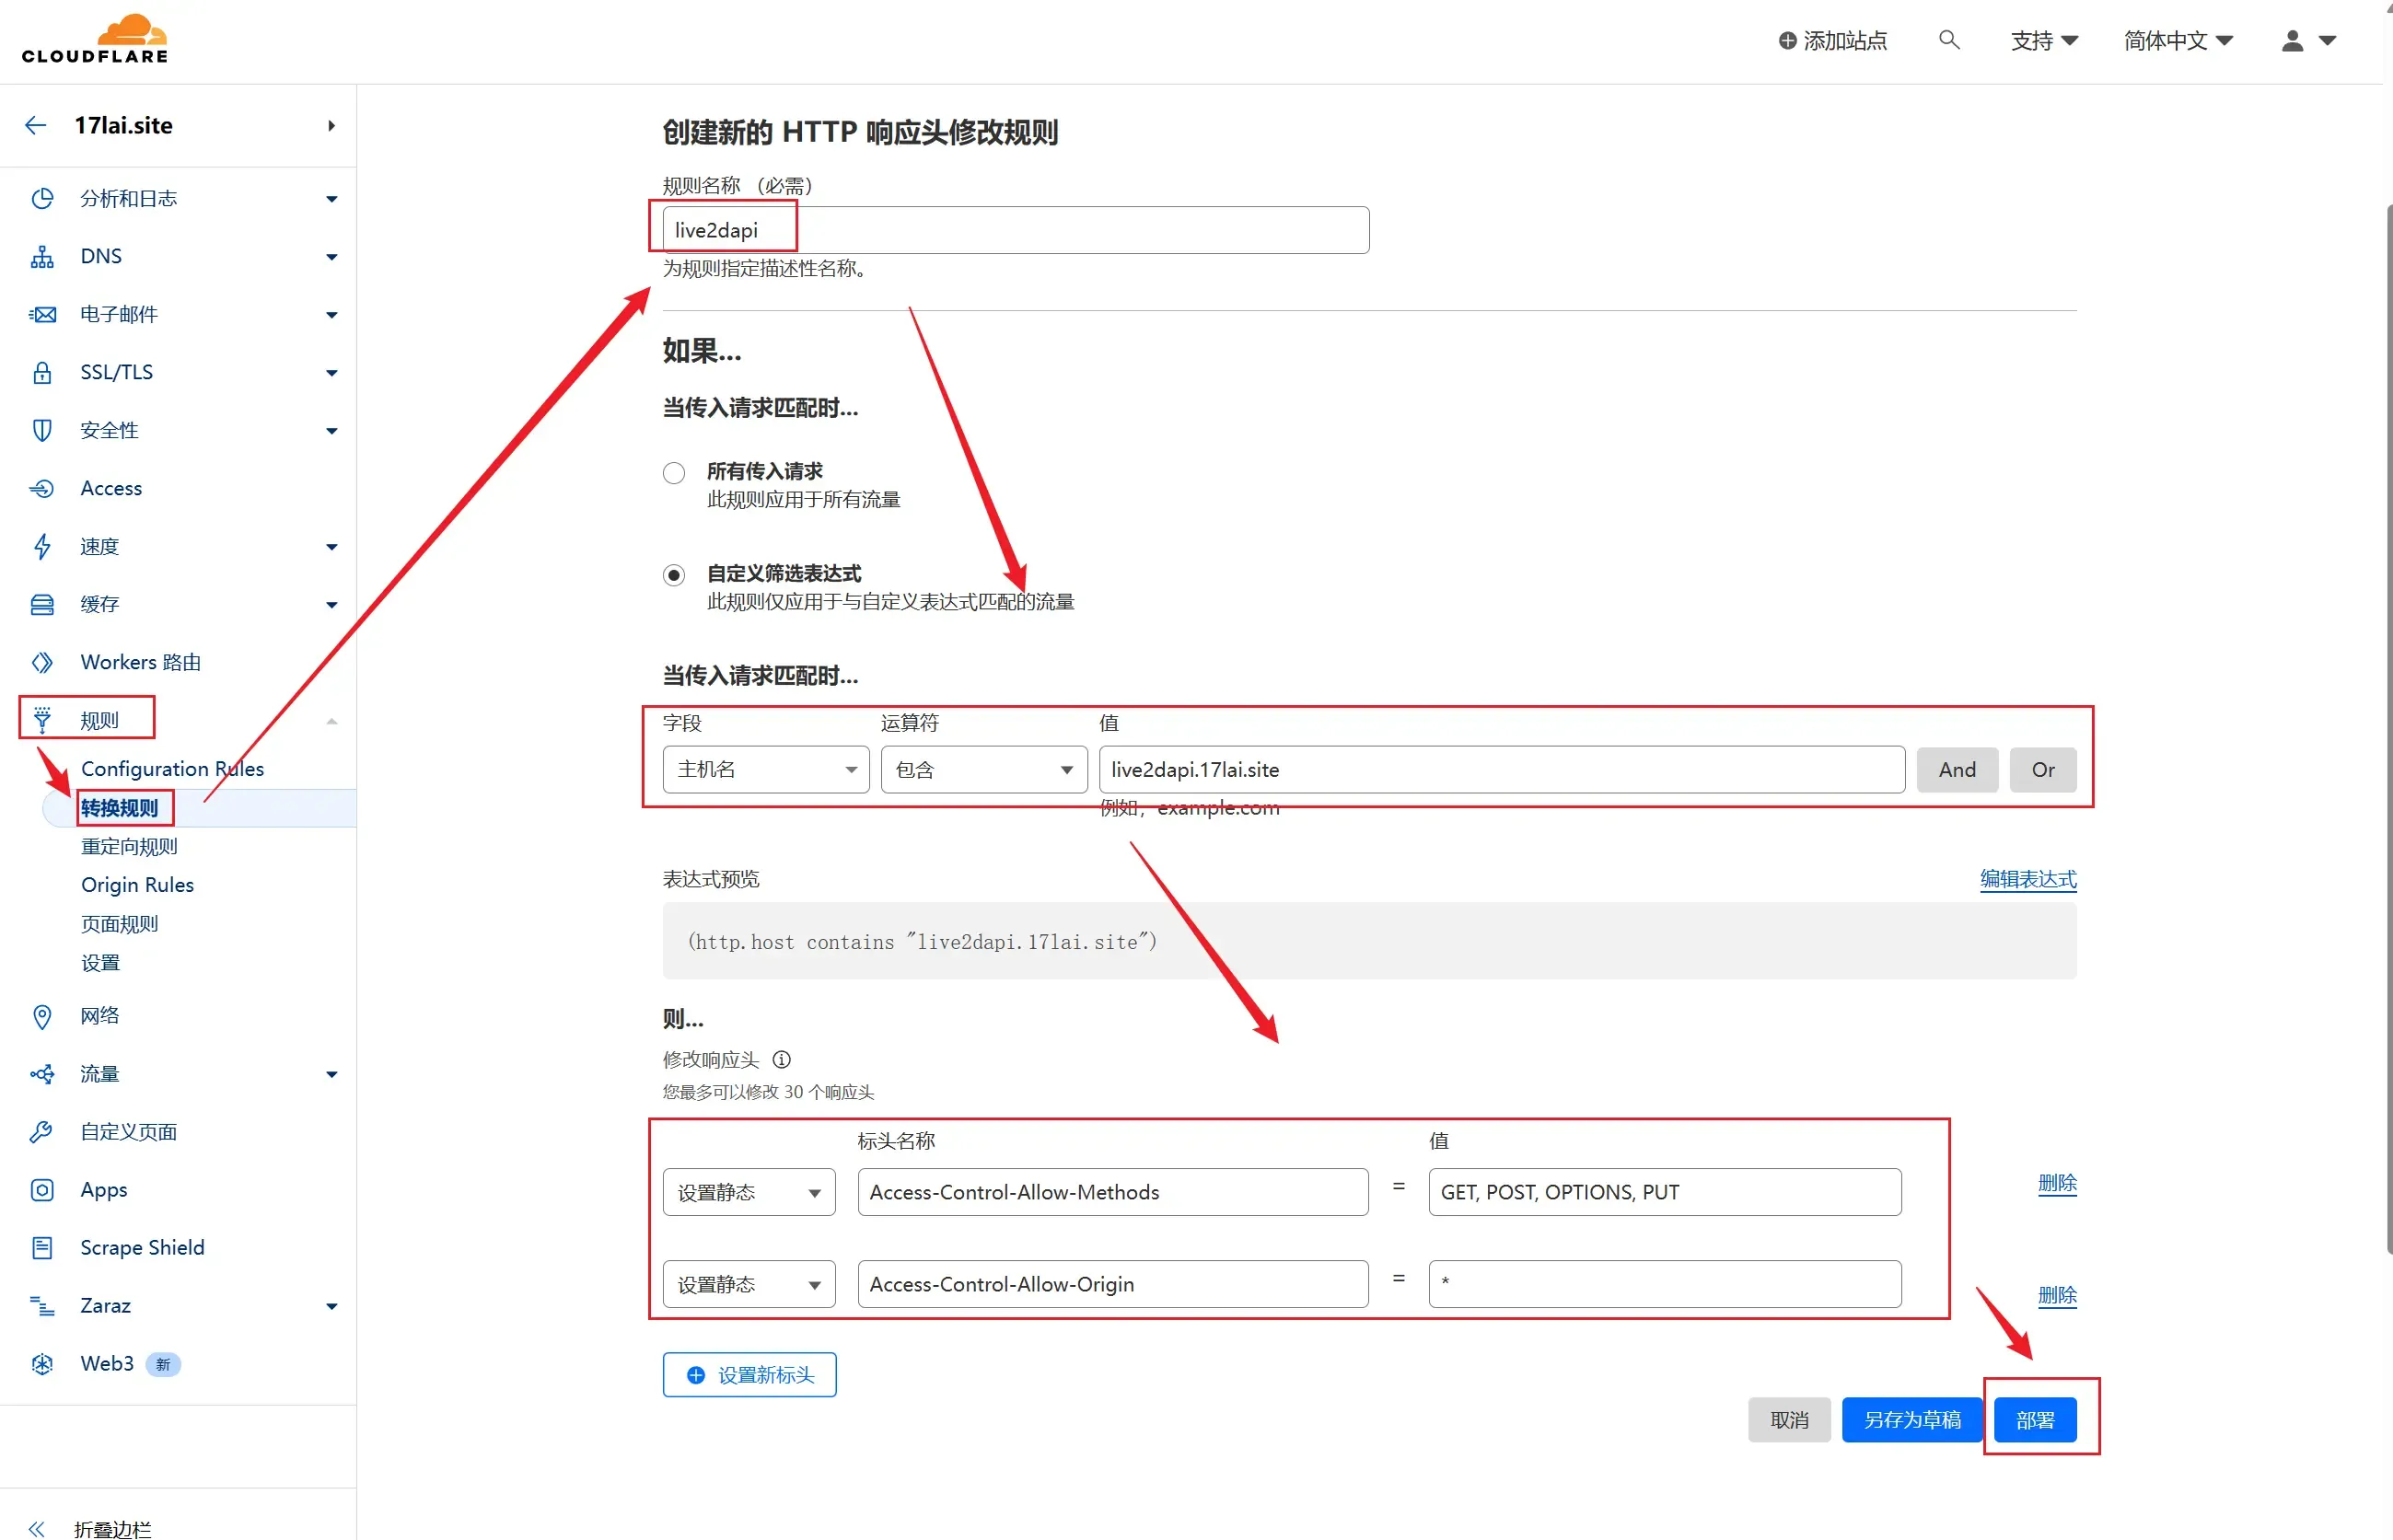 CLOUDFLARE
添加站点
支持
简体中文
17lai.site
分析和日志
DNS
电子邮件
SSL/TLS
安全性
Access
速度
缓存
Workers 路由
规则
Configuration Rules
转换规则
重定向规则
Origin Rules
页面规则
设置
网络
流量
自定义页面
Apps
Scrape Shield
Zaraz
Web3 新
折叠边栏
创建新的 HTTP 响应头修改规则
规则名称 （必需）
live2dapi
为规则指定描述性名称。
如果...
当传入请求匹配时...
所有传入请求
此规则应用于所有流量
自定义筛选表达式
此规则仅应用于与自定义表达式匹配的流量
当传入请求匹配时...
字段 运算符 值
主机名 包含 live2dapi.17lai.site And Or
例如，example.com
表达式预览 编辑表达式
(http.host contains "live2dapi.17lai.site")
则...
修改响应头
您最多可以修改 30 个响应头
标头名称 值
设置静态 Access-Control-Allow-Methods = GET, POST, OPTIONS, PUT 删除
设置静态 Access-Control-Allow-Origin = * 删除
设置新标头
取消 另存为草稿 部署